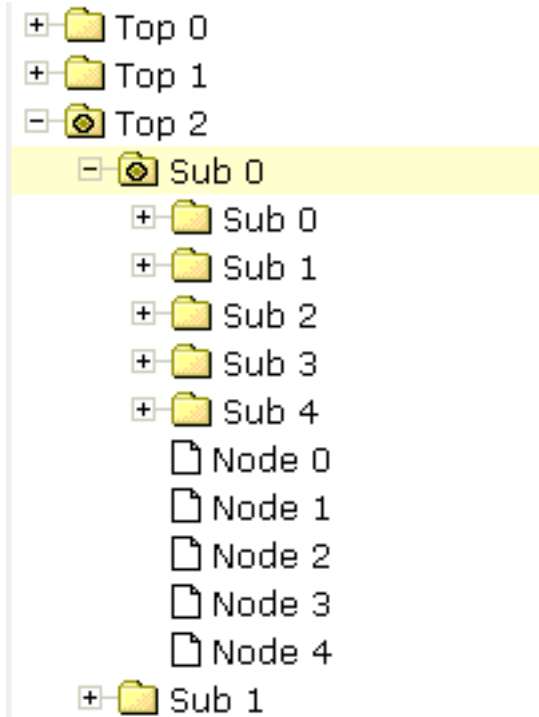 Top 0
Top 1
Top 2
Sub 0
Sub 0
Sub 1
Sub 2
Sub 3
Sub 4
Node 0
Node 1
Node 2
Node 3
Node 4
Sub 1